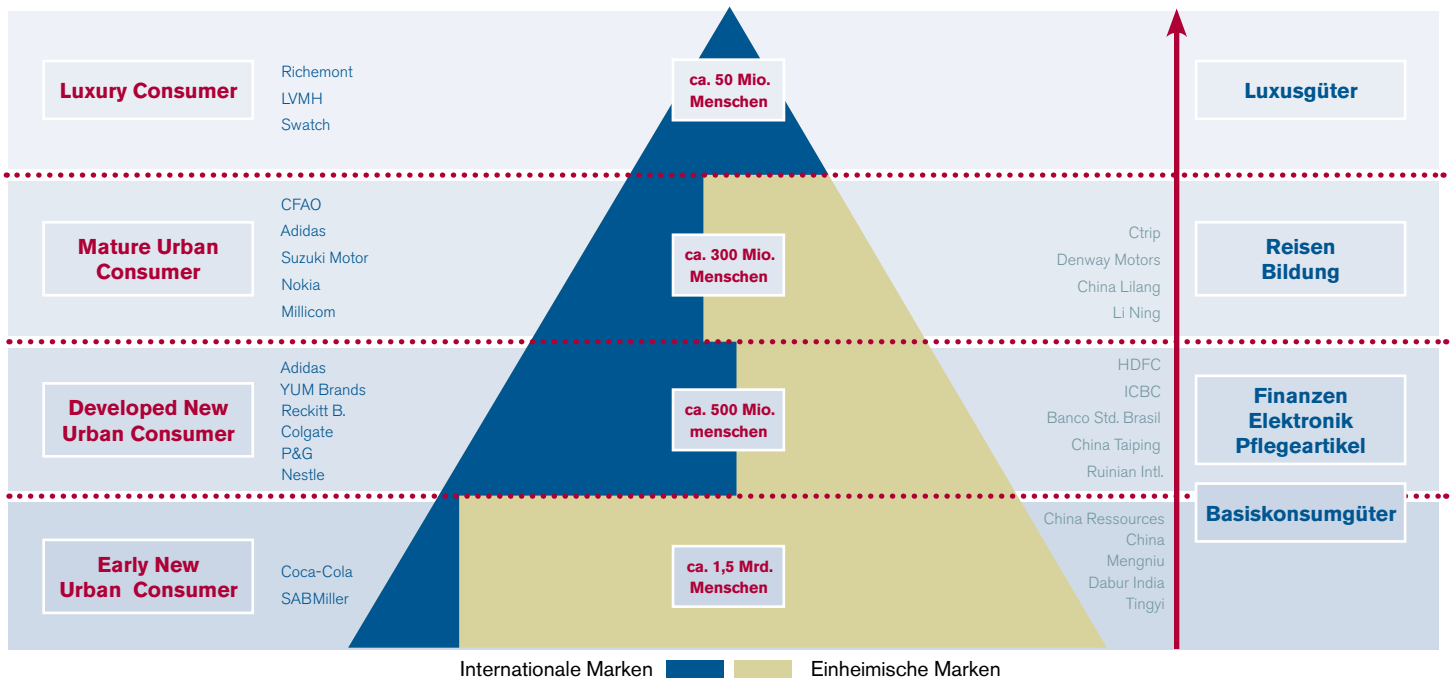 Luxury Consumer
Richemont
LVMH
Swatch
ca. 50 Mio.
Menschen
Luxusgüter
Mature Urban
Consumer
CFAO
Adidas
Suzuki Motor
Nokia
Millicom
ca. 300 Mio.
Menschen
Ctrip
Denway Motors
China Lilang
Li Ning
Reisen
Bildung
Developed New
Urban Consumer
Adidas
YUM Brands
Reckitt B.
Colgate
P&G
Nestle
ca. 500 Mio.
menschen
HDFC
ICBC
Banco Std. Brasil
China Taiping
Ruinian Intl.
Finanzen
Elektronik
Pflegeartikel
Basiskonsumgüter
Early New
Urban Consumer
Coca-Cola
SABMiller
ca. 1,5 Mrd.
Menschen
China Ressources
China
Mengniu
Dabur India
Tingyi
Internationale Marken
Einheimische Marken